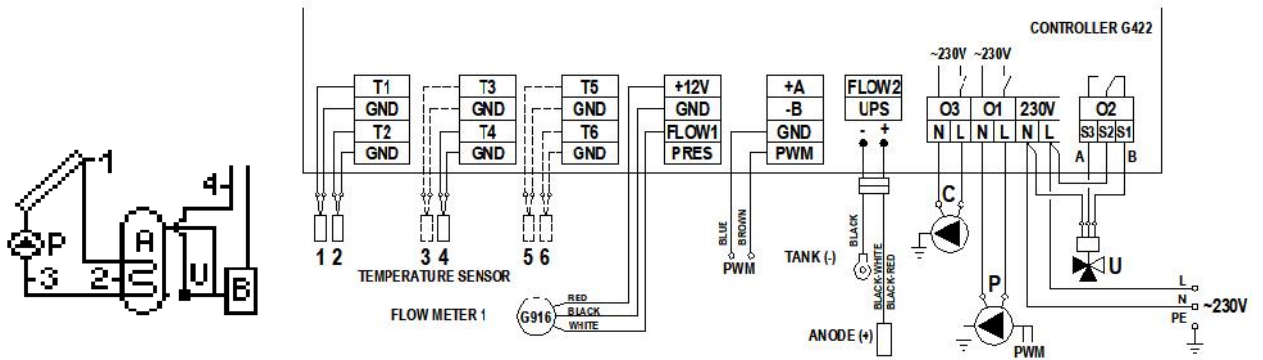 CONTROLLER G422
~230V ~230V
T1 T3 T5 +12V +A FLOW2
GND GND GND GND -B UPS O3 O1 230V O2
T2 T4 T6 FLOW1 GND - + N L N L N L S3 S2 S1
GND GND GND PRES PWM A B
1 4 A P 3 2 U B
BLUE BROWN BLACK C
1 2 3 4 5 6 PWM TANK (-) BLACK-WHITE BLACK-RED U
TEMPERATURE SENSOR P L
RED N ~230V
FLOW METER 1 G916 BLACK PE
WHITE
ANODE (+) PWM